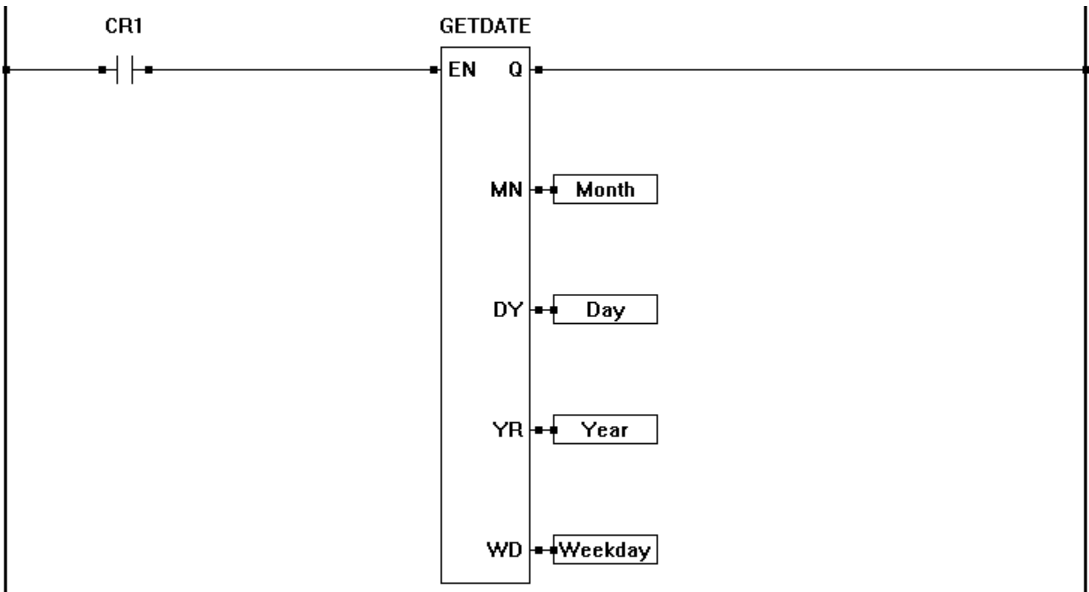 CR1 GETDATE
EN Q
MN Month
DY Day
YR Year
WD Weekday